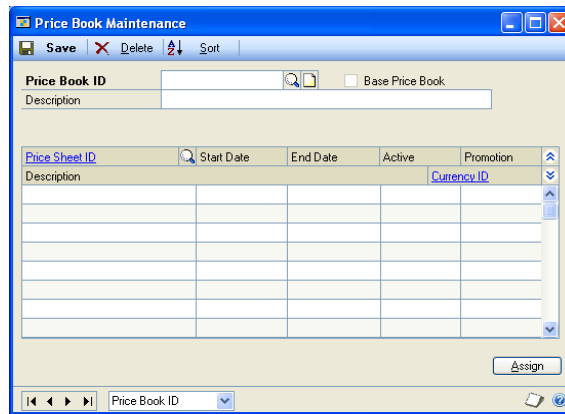 Price Book Maintenance
Save Delete Sort
Price Book ID Base Price Book
Description
Price Sheet ID Start Date End Date Active Promotion
Description Currency ID
Assign
Price Book ID